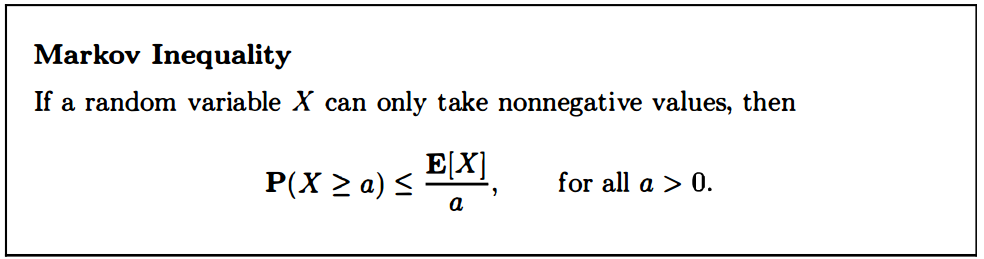 Markov Inequality
If a random variable X can only take nonnegative values, then
P(X ≥ a) ≤ E[X] / a, for all a > 0.